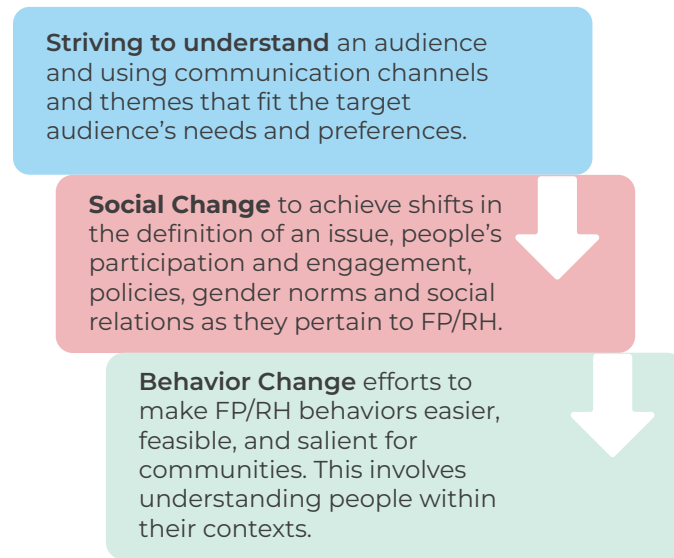 Striving to understand an audience
and using communication channels
and themes that fit the target
audience’s needs and preferences.
Social Change to achieve shifts in
the definition of an issue, people’s
participation and engagement,
policies, gender norms and social
relations as they pertain to FP/RH.
Behavior Change efforts to
make FP/RH behaviors easier,
feasible, and salient for
communities. This involves
understanding people within
their contexts.